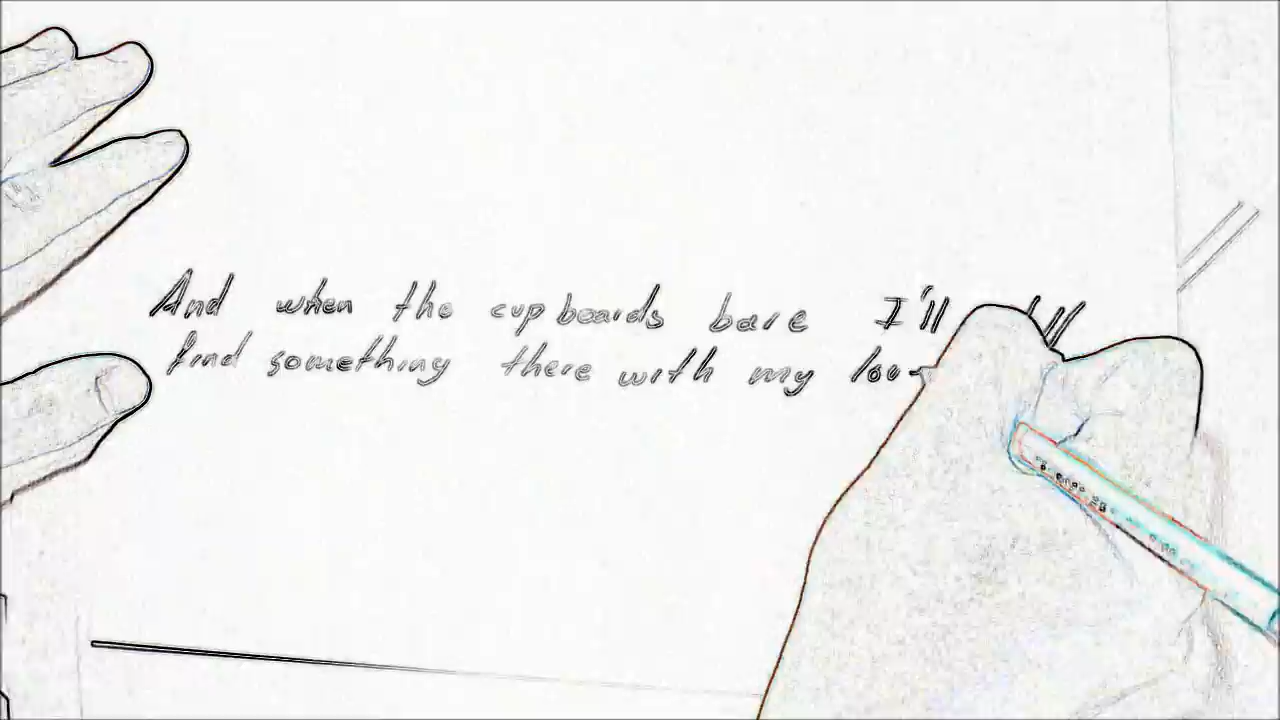 And when the cupboards bare I'll
find something there with my